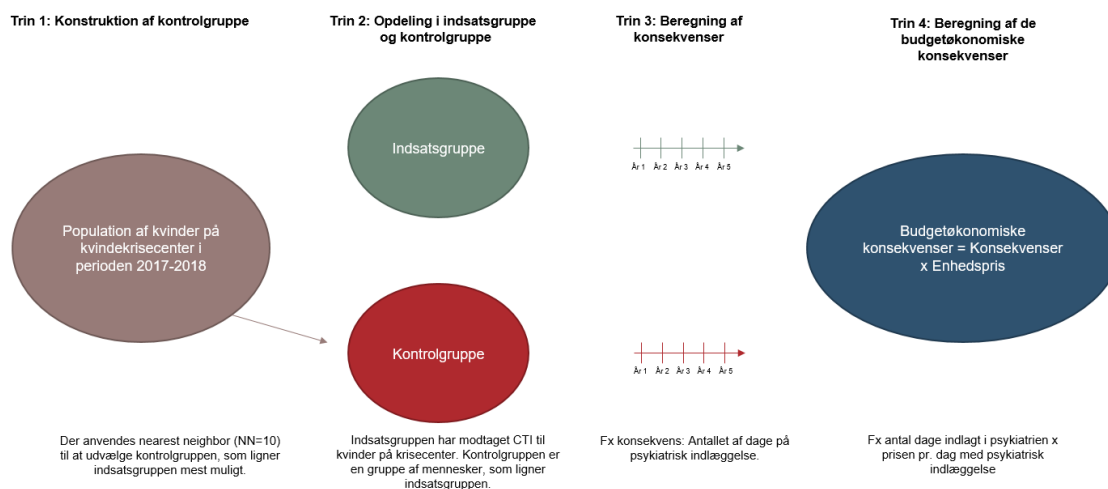 Trin 1: Konstruktion af kontrolgruppe
Trin 2: Opdeling i indsatsgruppe
og kontrolgruppe
Trin 3: Beregning af
konsekvenser
Trin 4: Beregning af de
budgetøkonomiske
konsekvenser
Population af kvinder på
kvindekrisecenter i
perioden 2017-2018
Indsatsgruppe
Kontrolgruppe
År 1 År 2 År 3 År 4 År 5
År 1 År 2 År 3 År 4 År 5
Budgetøkonomiske
konsekvenser = Konsekvenser
x Enhedspris
Der anvendes nearest neighbor (NN=10)
til at udvælge kontrolgruppen, som ligner
indsatsgruppen mest muligt.
Indsatsgruppen har modtaget CTI til
kvinder på krisecenter. Kontrolgruppen er
en gruppe af mennesker, som ligner
indsatsgruppen.
Fx konsekvens: Antallet af dage på
psykiatrisk indlæggelse.
Fx antal dage indlagt i psykiatrien x
prisen pr. dag med psykiatrisk
indlæggelse